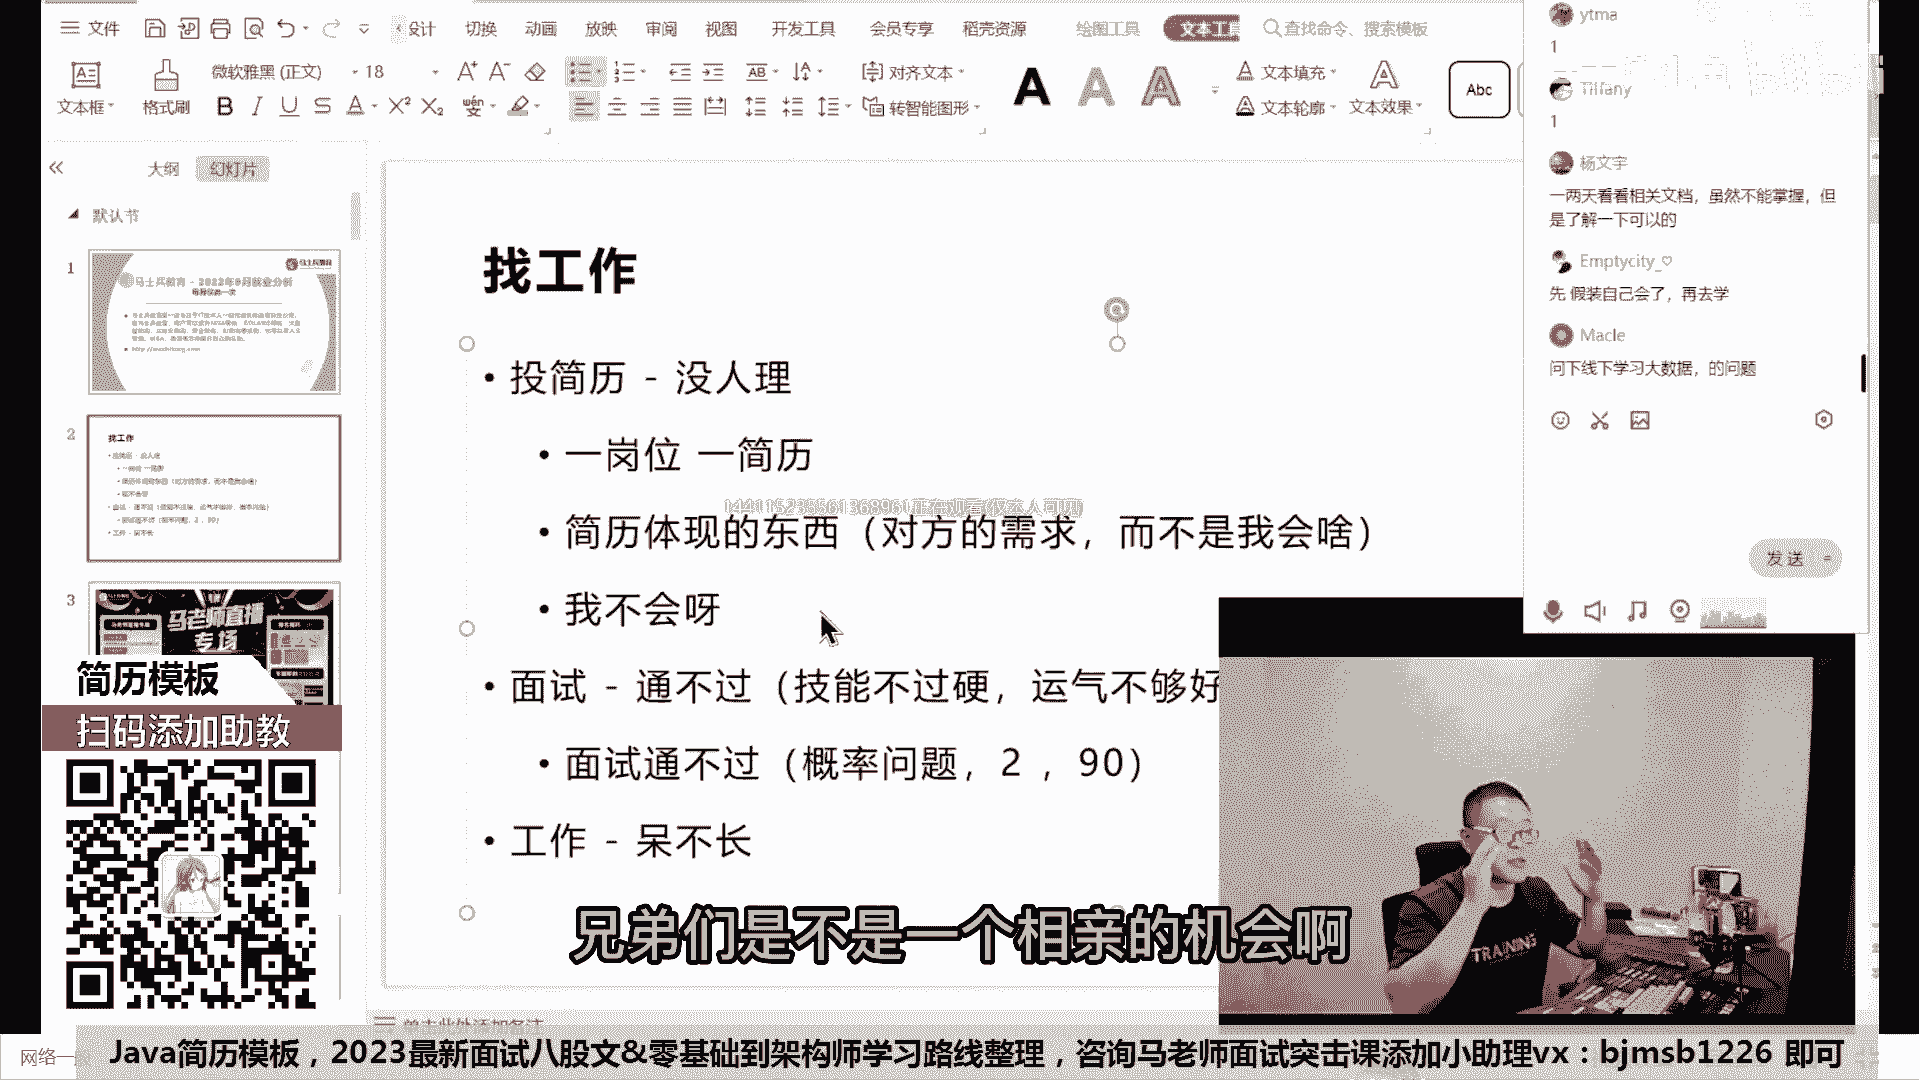 文件
设计
切换
动画
放映
审阅
视图
开发工具
会员专享
稻壳资源
绘图工具
文本工具
查找命令、搜索模板
文本框
格式刷
微软雅黑 (正文)
18
对齐文本
转智能图形
文本填充
文本轮廓
文本效果
Abc
大纲
幻灯片
默认节
1
2
3
马士兵教育 - 2022年9月就业分析
马老师直播
专场
找工作
• 投简历 - 没人理
• 一岗位 一简历
• 简历体现的东西（对方的需求，而不是我会啥）
• 我不会呀
• 面试 - 通不过（技能不过硬，运气不够好
• 面试通不过（概率问题，2 ，90）
• 工作 - 呆不长
ytma
1
Tiffany
1
杨文宇
一两天看看相关文档，虽然不能掌握，但
是了解一下可以的
Emptycity_♡
先 假装自己会了，再去学
Macle
问下线下学习大数据，的问题
发送
简历模板
扫码添加助教
TRAINING
兄弟们是不是一个相亲的机会啊
单击此处添加备注
Java简历模板，2023最新面试八股文&零基础到架构师学习路线整理，咨询马老师面试突击课添加小助理vx：bjmsb1226 即可